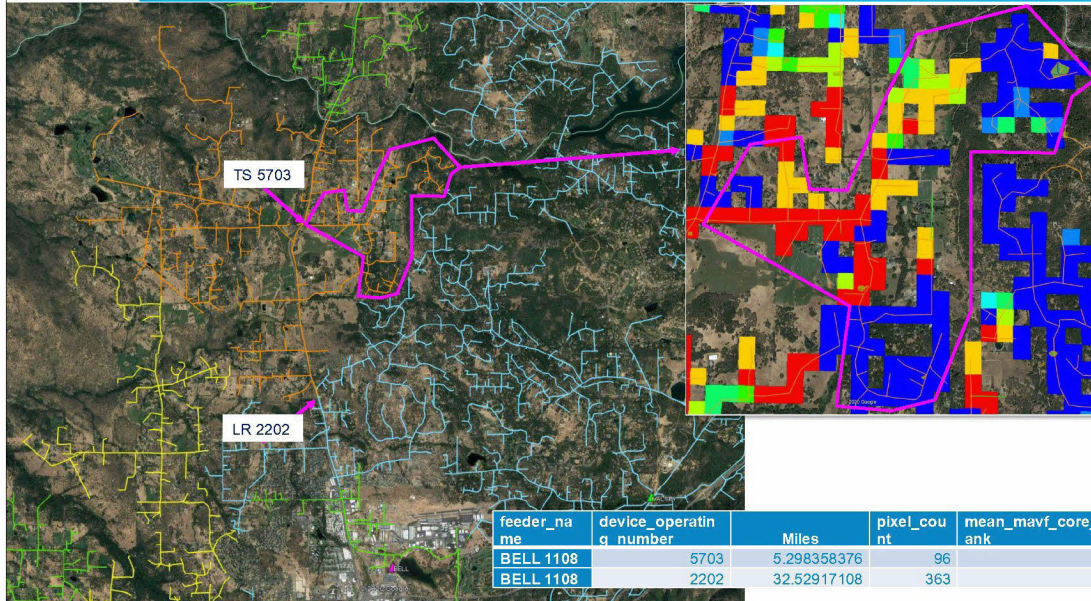 TS 5703
LR 2202
BELL
2020 Google
feeder_na device_operatin pixel_cou mean_mavf_core_
me g_number Miles nt ank
BELL 1108 5703 5.298358376 96
BELL 1108 2202 32.52917108 363